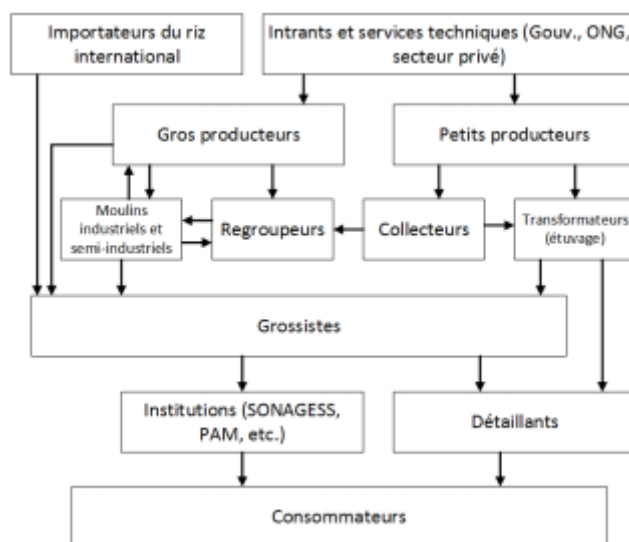 Importateurs du riz
international
Intrants et services techniques (Gouv., ONG,
secteur privé)
Gros producteurs
Petits producteurs
Moulins
industriels et
semi-industriels
Regroupeurs
Collecteurs
Transformateurs
(étuvage)
Grossistes
Institutions (SONAGESS,
PAM, etc.)
Détaillants
Consommateurs